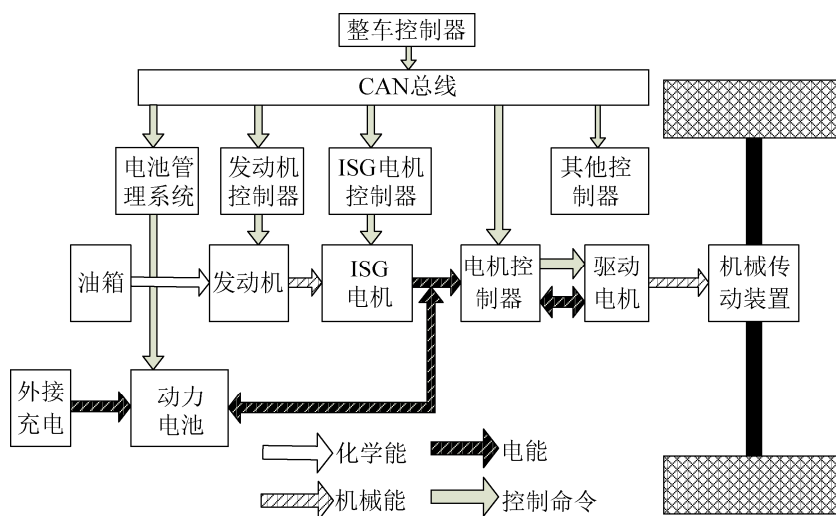 整车控制器
CAN总线
电池管
理系统
发动机
控制器
ISG电机
控制器
其他控
制器
油箱
发动机
ISG
电机
电机控
制器
驱动
电机
机械传
动装置
外接
充电
动力
电池
化学能
电能
机械能
控制命令